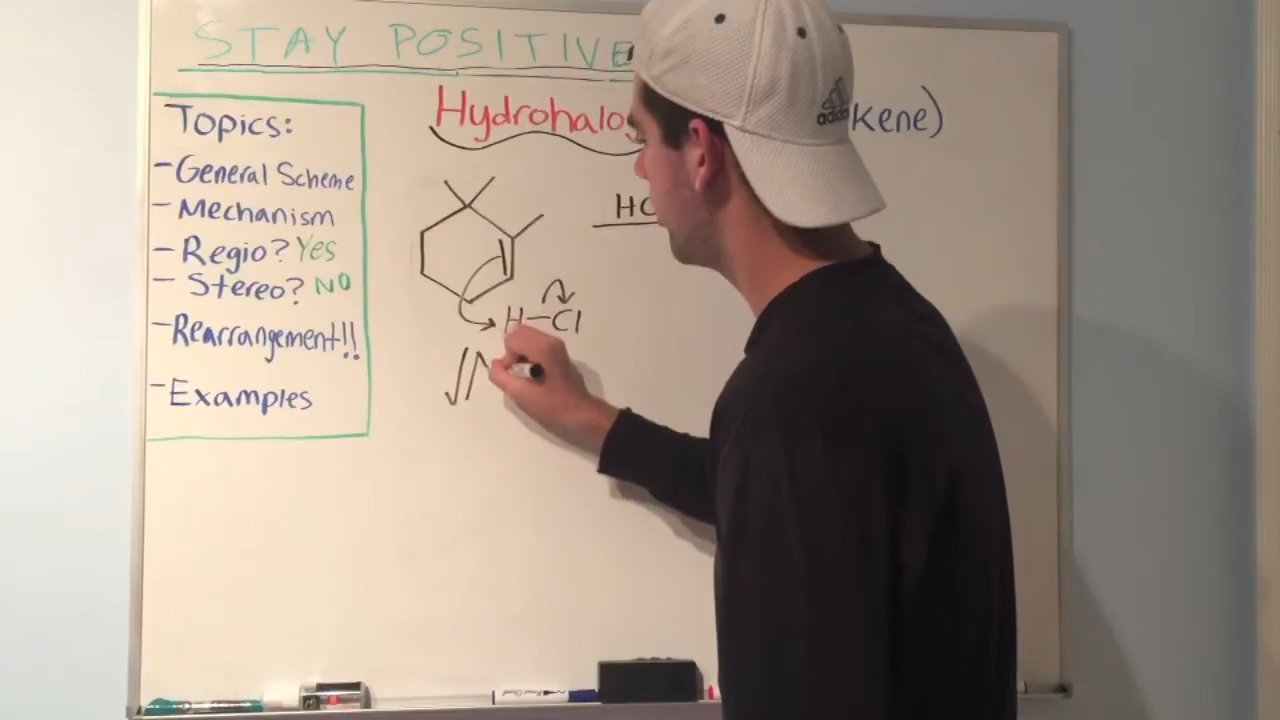 STAY POSITIVE
Topics:
- General Scheme
- Mechanism
- Regio? Yes
- Stereo? NO
- Rearrangement!!
- Examples
Hydrohalog kene)
HC
H-Cl
adidas